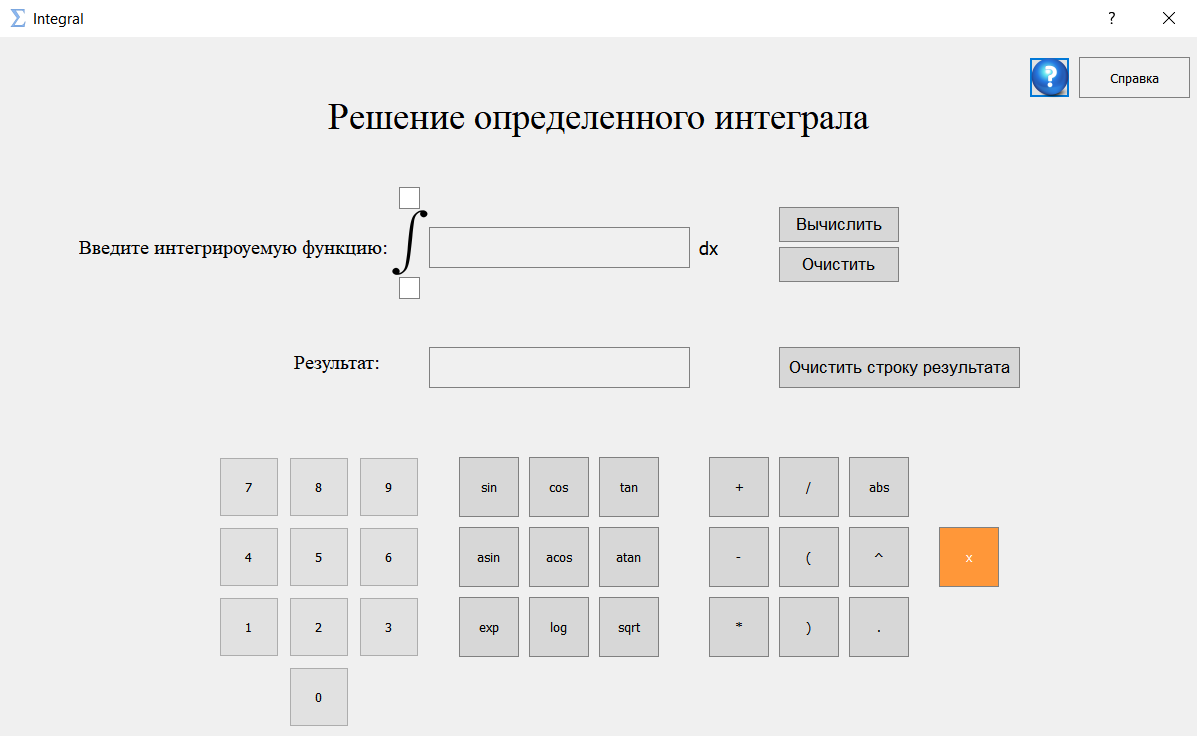 Integral
?
Справка
Решение определенного интеграла
Введите интегрироуемую функцию: ∫ dx
Вычислить
Очистить
Результат:
Очистить строку результата
7 8 9 sin cos tan + / abs
4 5 6 asin acos atan - ( ^ x
1 2 3 exp log sqrt * ) .
0